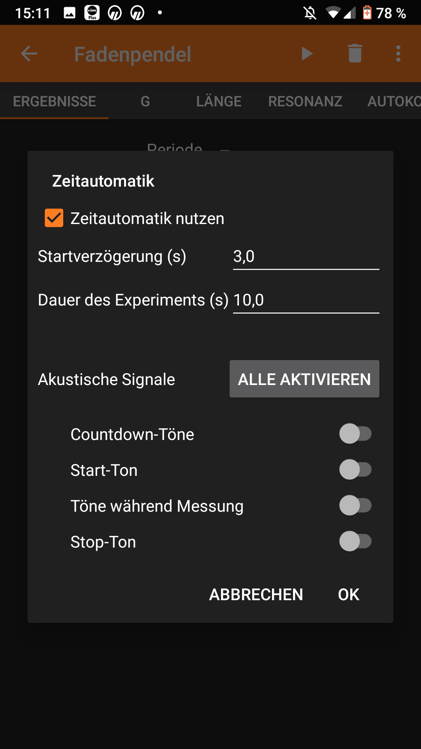 15:11
78 %
Fadenpendel
ERGEBNISSE G LÄNGE RESONANZ AUTOKO
Periode –
Zeitautomatik
Zeitautomatik nutzen
Startverzögerung (s) 3,0
Dauer des Experiments (s) 10,0
Akustische Signale ALLE AKTIVIEREN
Countdown-Töne
Start-Ton
Töne während Messung
Stop-Ton
ABBRECHEN OK